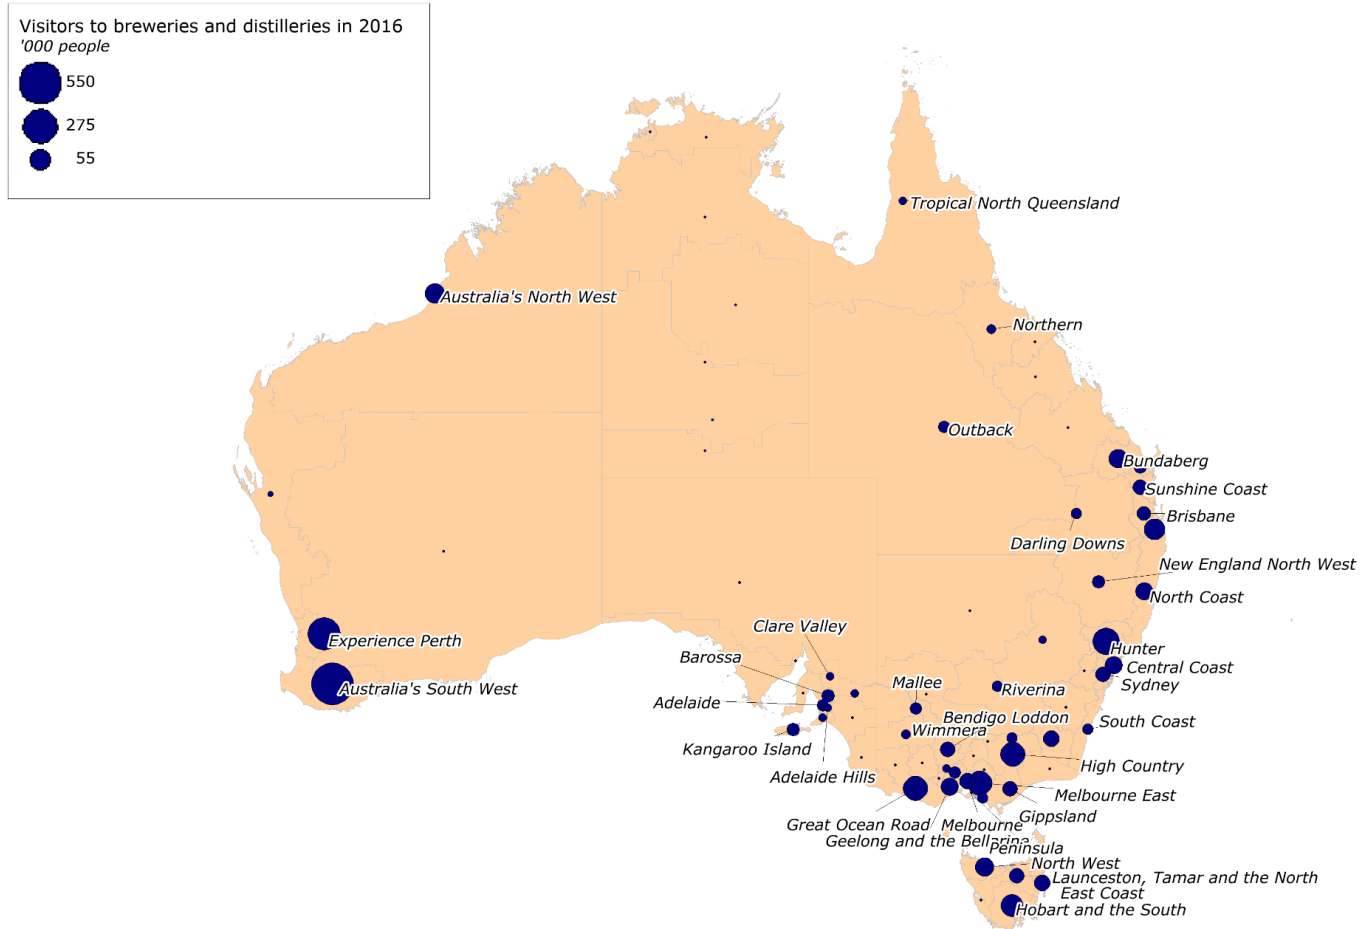 Visitors to breweries and distilleries in 2016
'000 people
550
275
55
Tropical North Queensland
Australia's North West
Northern
Outback
Bundaberg
Sunshine Coast
Brisbane
Darling Downs
New England North West
North Coast
Clare Valley
Experience Perth
Hunter
Barossa
Central Coast
Mallee
Sydney
Australia's South West
Riverina
Adelaide
Bendigo Loddon
South Coast
Wimmera
Kangaroo Island
High Country
Adelaide Hills
Melbourne East
Gippsland
Great Ocean Road
Melbourne
Geelong and the Bellarine
Peninsula
North West
Launceston, Tamar and the North
East Coast
Hobart and the South